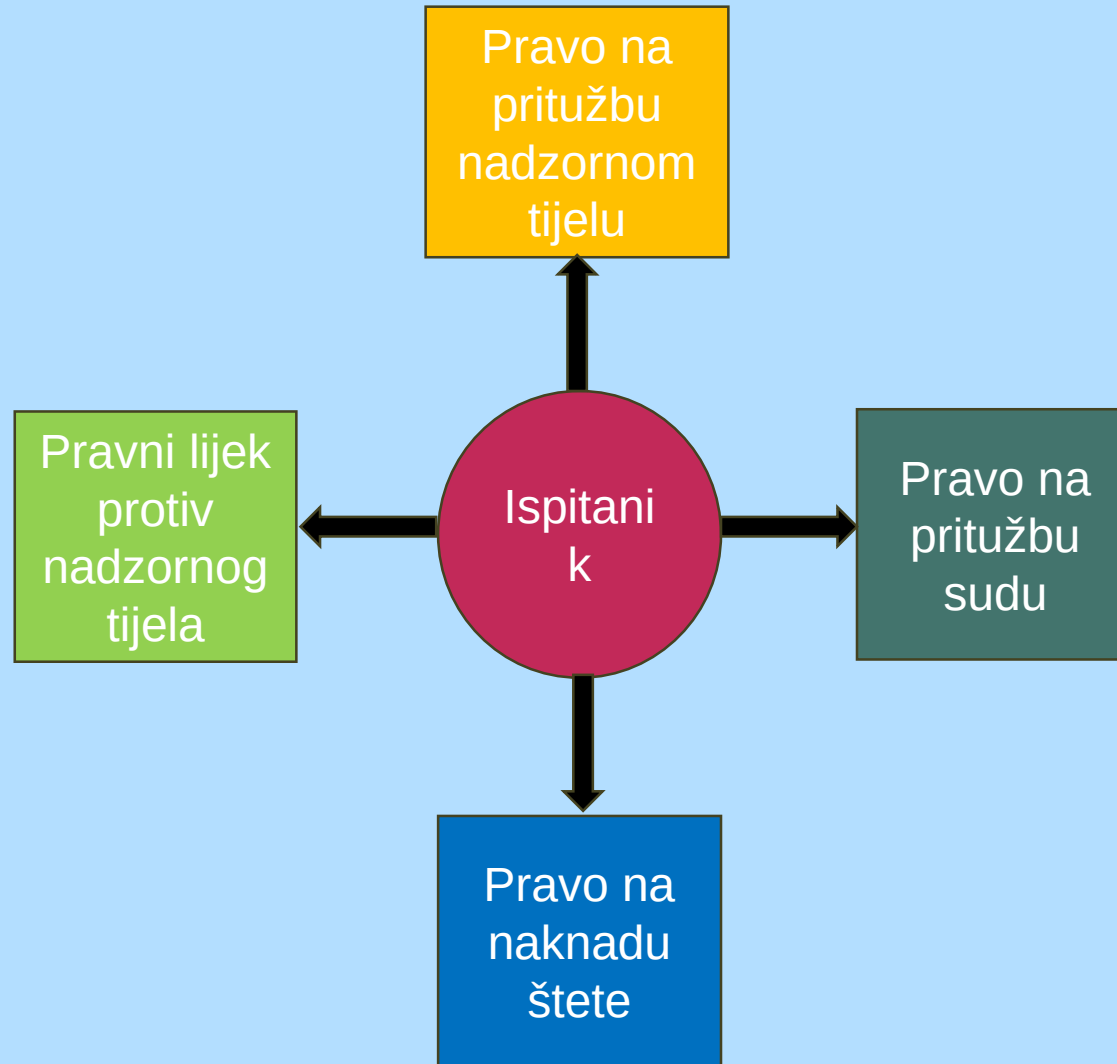 Pravo na
pritužbu
nadzornom
tijelu
Pravni lijek
protiv
nadzornog
tijela
Ispitani
k
Pravo na
pritužbu
sudu
Pravo na
naknadu
štete